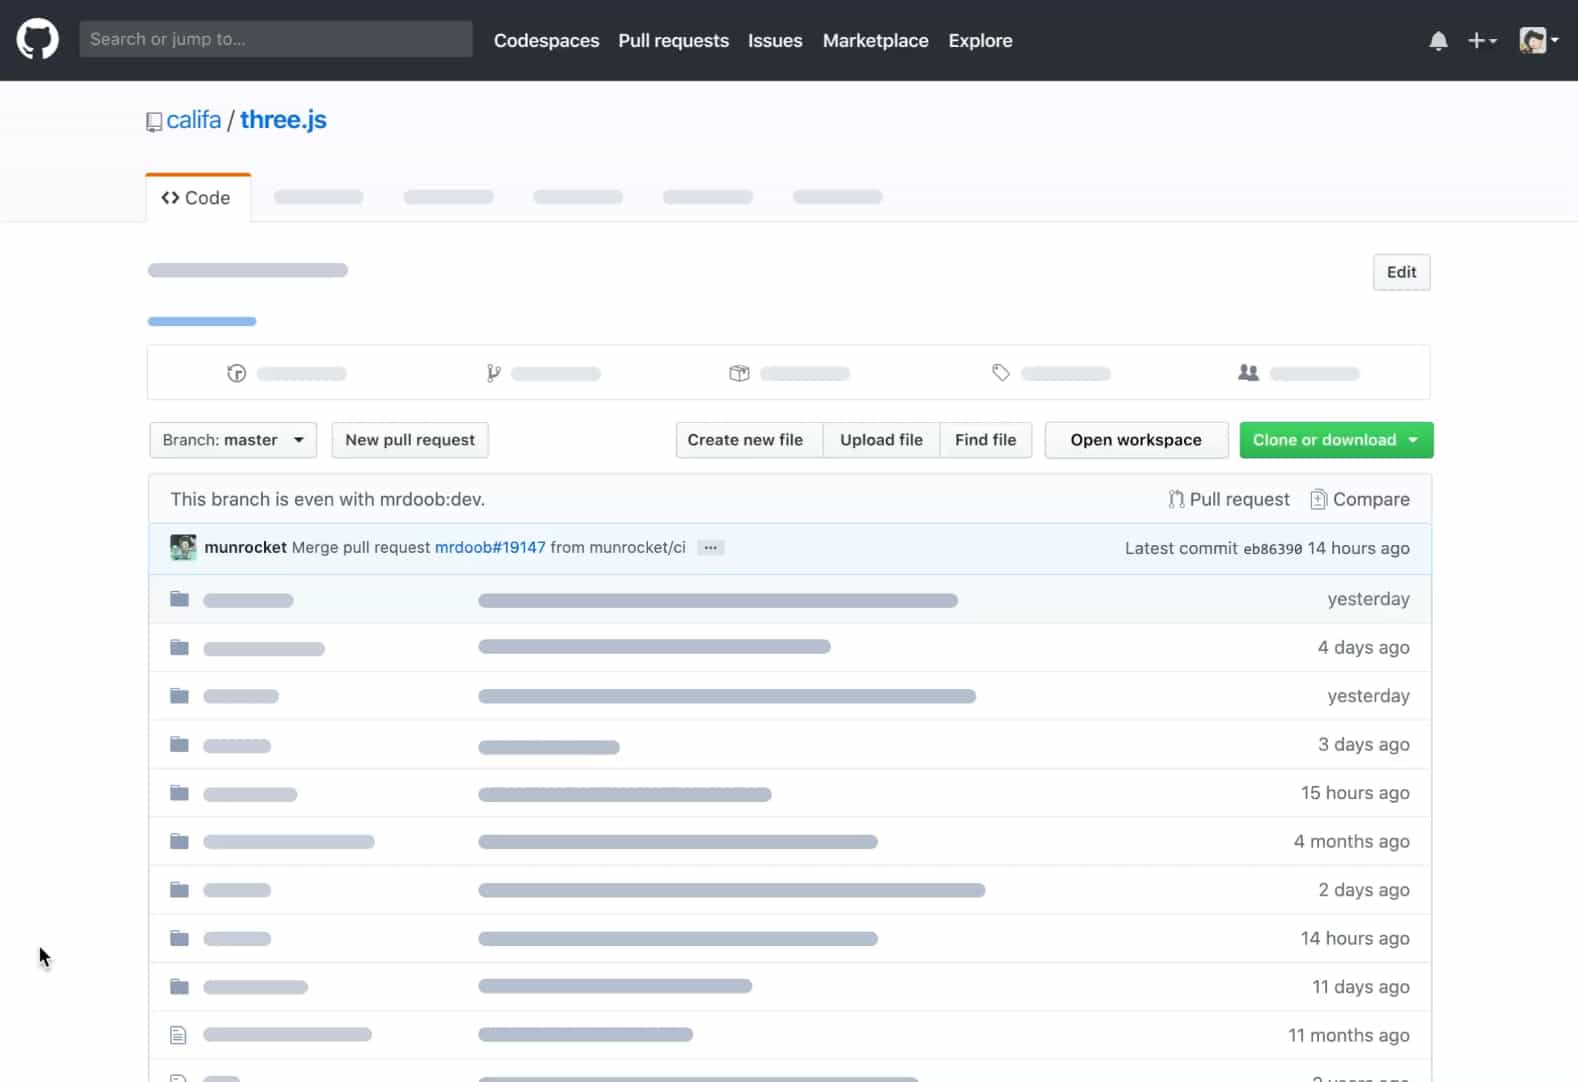 Search or jump to... Codespaces Pull requests Issues Marketplace Explore
califa / three.js
<> Code
Edit
Branch: master New pull request Create new file Upload file Find file Open workspace Clone or download
This branch is even with mrdoob:dev. Pull request Compare
munrocket Merge pull request mrdoob#19147 from munrocket/ci ... Latest commit eb86390 14 hours ago
yesterday
4 days ago
yesterday
3 days ago
15 hours ago
4 months ago
2 days ago
14 hours ago
11 days ago
11 months ago